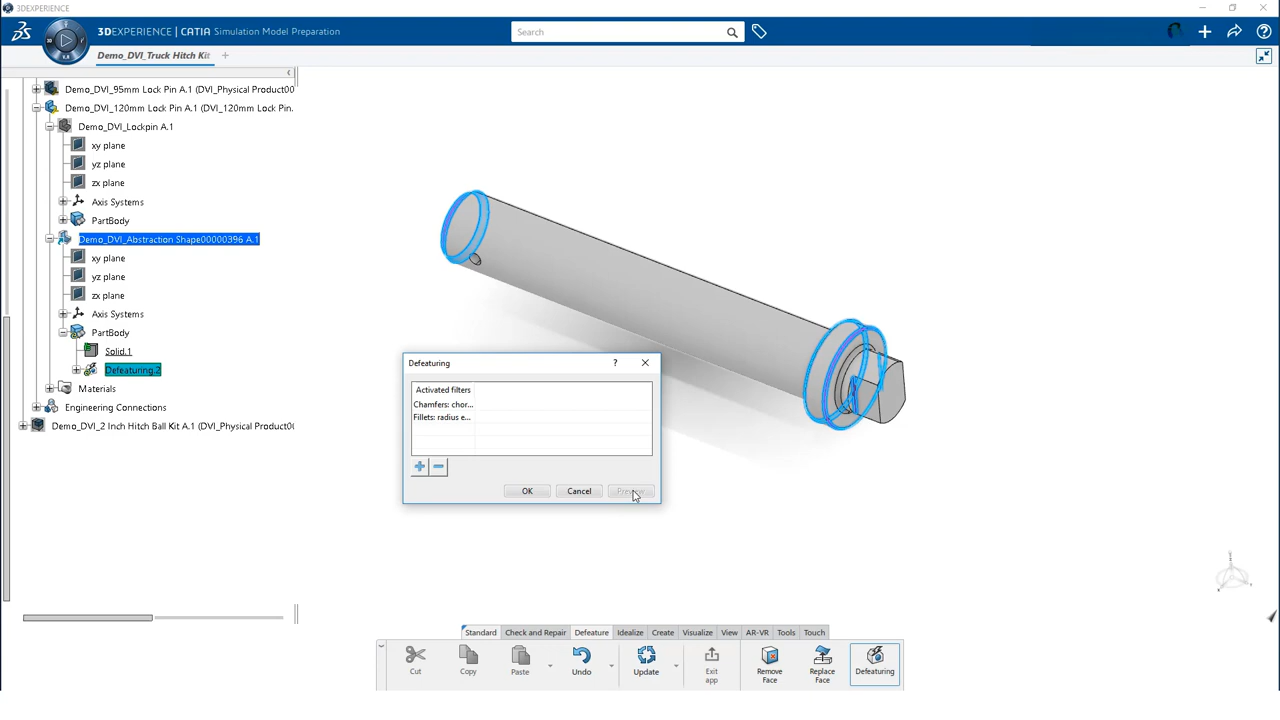 3DEXPERIENCE
3DEXPERIENCE | CATIA Simulation Model Preparation
Search
Demo_DVI_Truck Hitch Kit
Demo_DVI_95mm Lock Pin A.1 (DVI_Physical Product00
Demo_DVI_120mm Lock Pin A.1 (DVI_120mm Lock Pin.
Demo_DVI_Lockpin A.1
xy plane
yz plane
zx plane
Axis Systems
PartBody
Demo_DVI_Abstraction Shape00000396 A.1
xy plane
yz plane
zx plane
Axis Systems
PartBody
Solid.1
Defeaturing.2
Materials
Engineering Connections
Demo_DVI_2 Inch Hitch Ball Kit A.1 (DVI_Physical Product0(
Defeaturing
?
Activated filters
Chamfers: chor...
Fillets: radius e...
OK Cancel Preview
Standard Check and Repair Defeature Idealize Create Visualize View AR-VR Tools Touch
Cut Copy Paste Undo Update Exit app Remove Face Replace Face Defeaturing